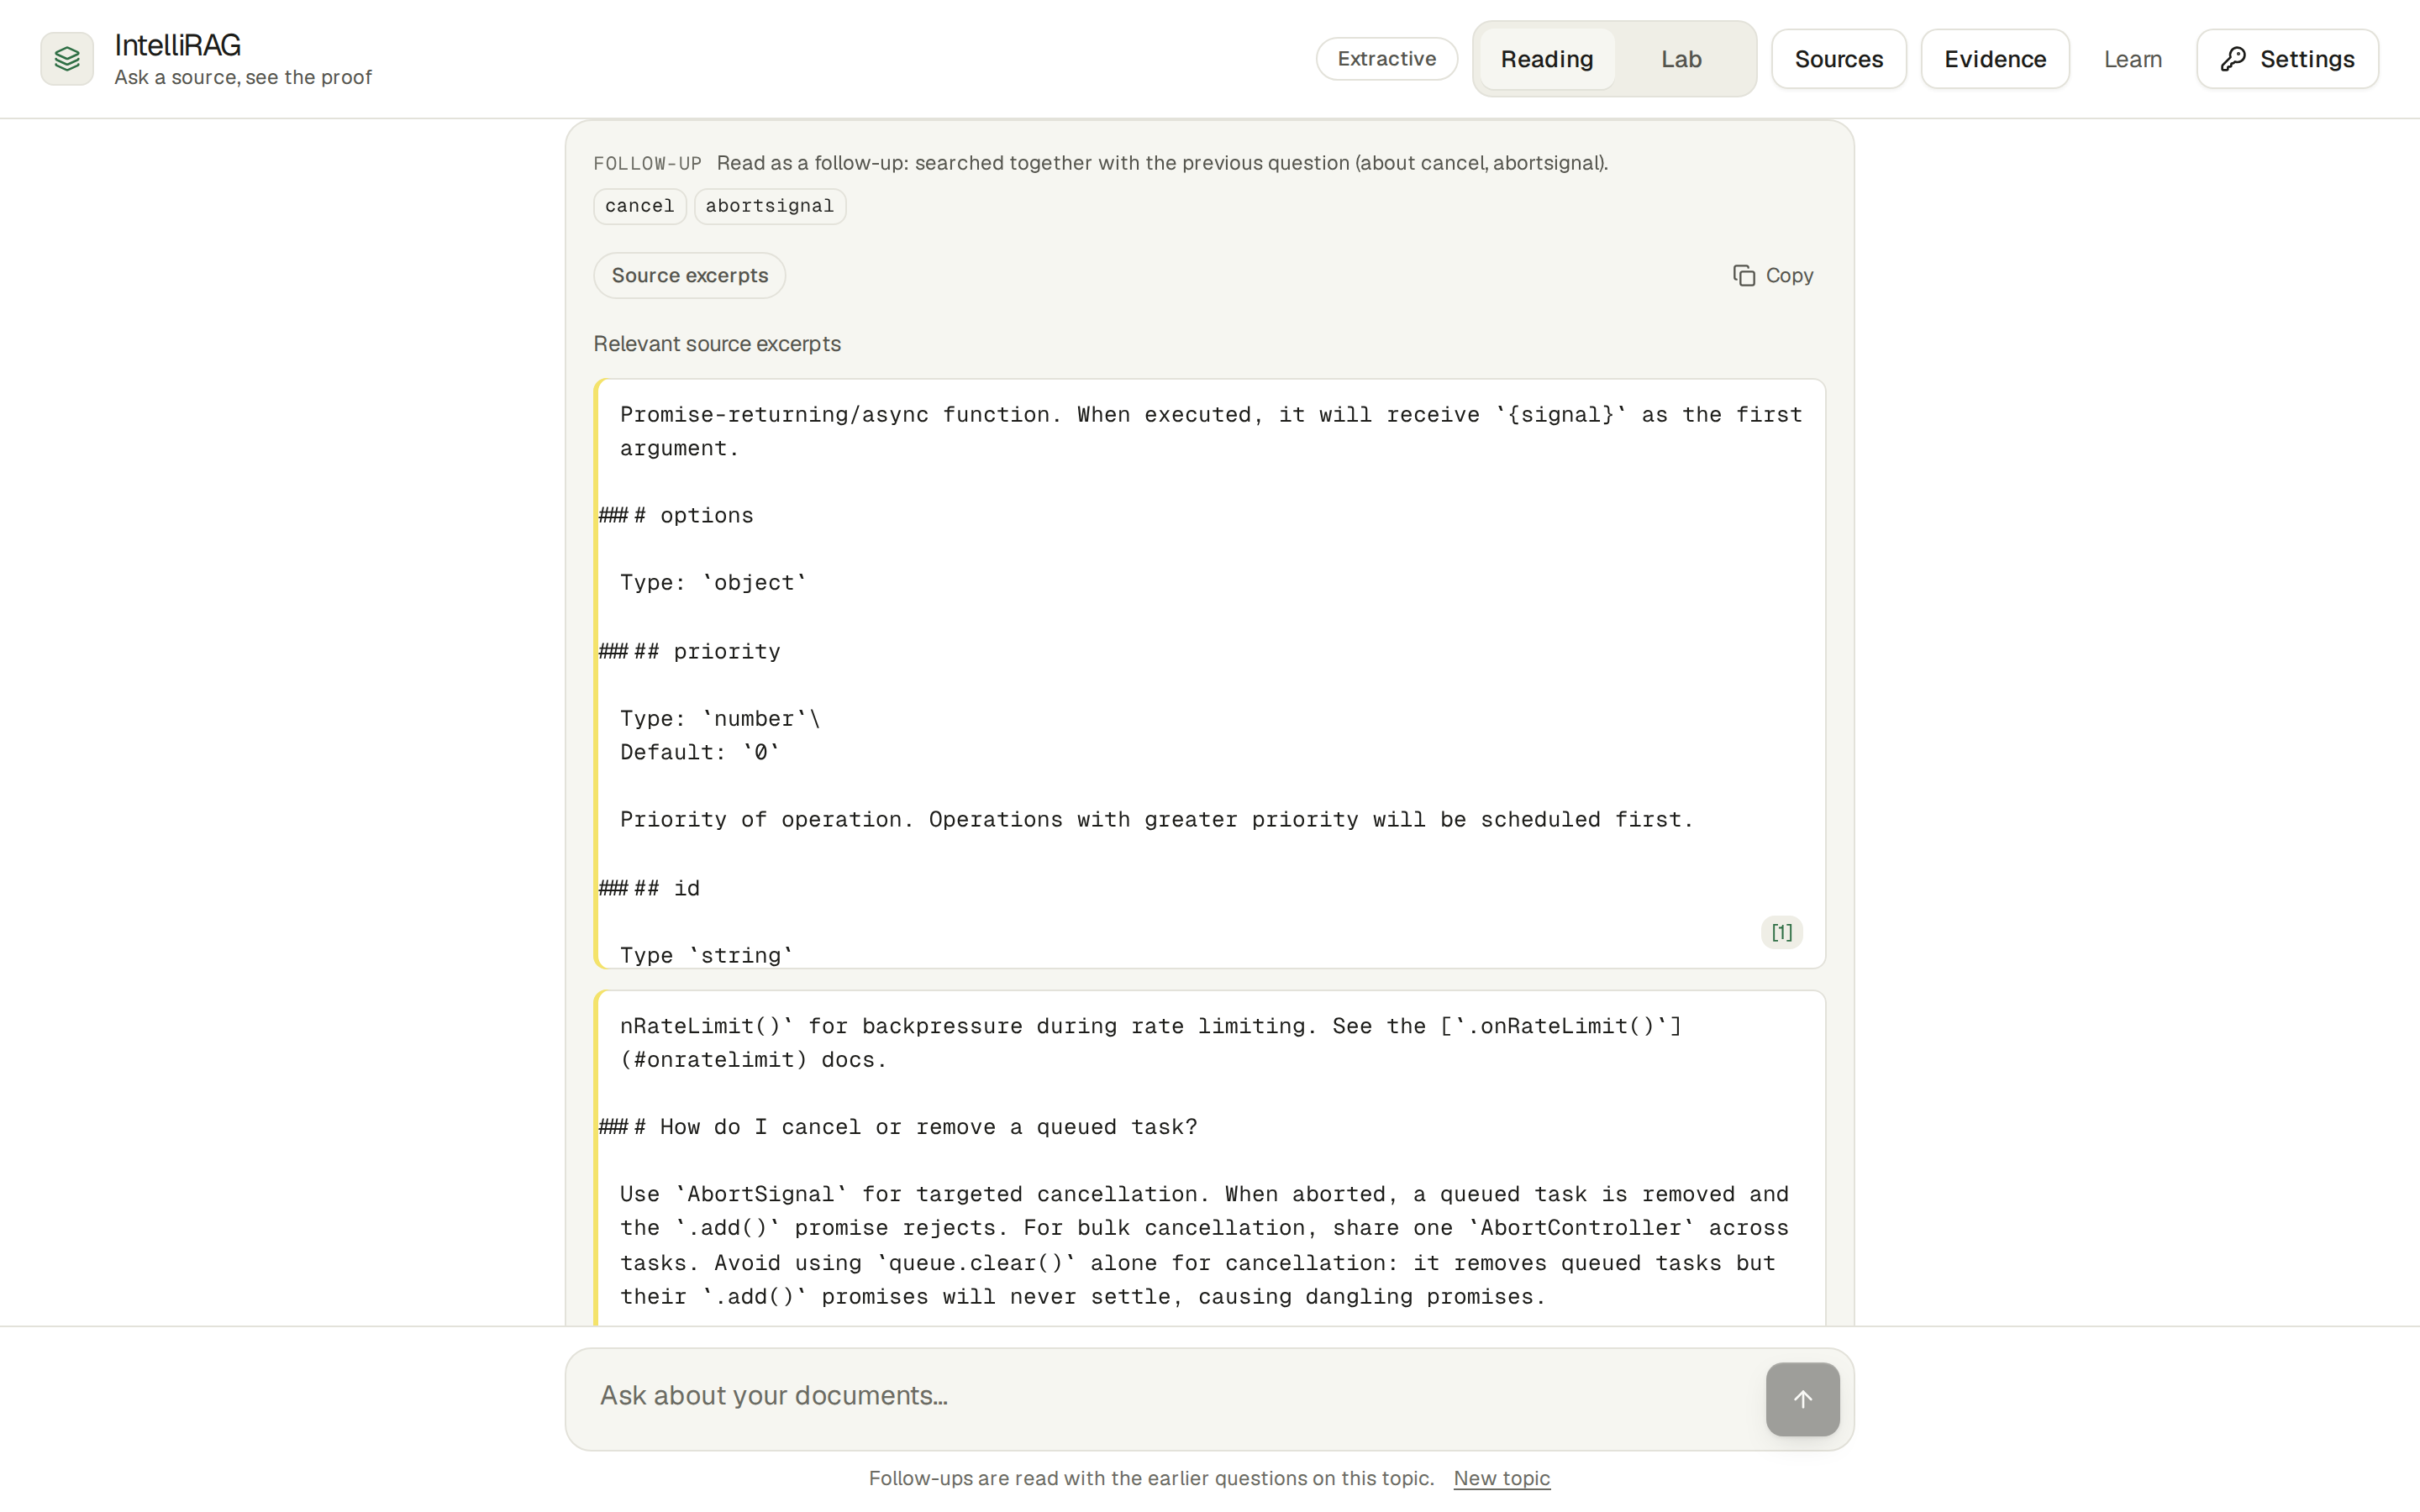 IntelliRAG
Ask a source, see the proof
Extractive
Reading
Lab
Sources
Evidence
Learn
Settings
FOLLOW-UP Read as a follow-up: searched together with the previous question (about cancel, abortsignal).
cancel
abortsignal
Source excerpts
Copy
Relevant source excerpts
Promise-returning/async function. When executed, it will receive `{signal}` as the first
argument.
#### options
Type: `object`
##### priority
Type: `number`\
Default: `0`
Priority of operation. Operations with greater priority will be scheduled first.
##### id
[1]
Type `string`
nRateLimit()` for backpressure during rate limiting. See the [`.onRateLimit()`]
(#onratelimit) docs.
#### How do I cancel or remove a queued task?
Use `AbortSignal` for targeted cancellation. When aborted, a queued task is removed and
the `.add()` promise rejects. For bulk cancellation, share one `AbortController` across
tasks. Avoid using `queue.clear()` alone for cancellation: it removes queued tasks but
their `.add()` promises will never settle, causing dangling promises.
Ask about your documents…
Follow-ups are read with the earlier questions on this topic. New topic